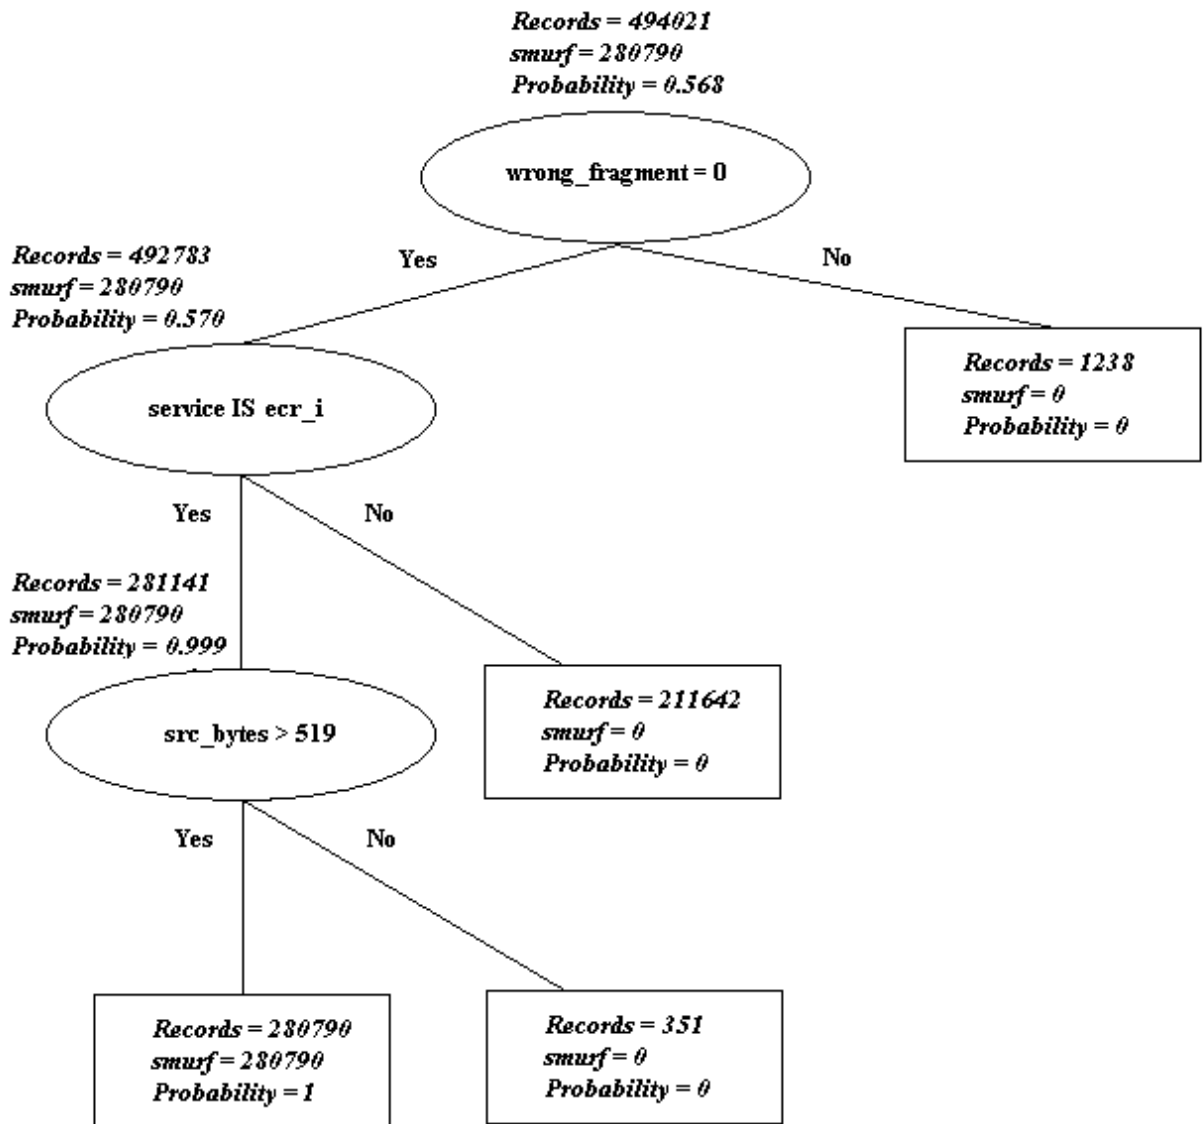 Records = 494021
smurf = 280790
Probability = 0.568
wrong_fragment = 0
Records = 492783
smurf = 280790
Probability = 0.570
Yes
No
Records = 1238
smurf = 0
Probability = 0
service IS ecr_i
Yes
No
Records = 281141
smurf = 280790
Probability = 0.999
Records = 211642
smurf = 0
Probability = 0
src_bytes > 519
Yes
No
Records = 280790
smurf = 280790
Probability = 1
Records = 351
smurf = 0
Probability = 0